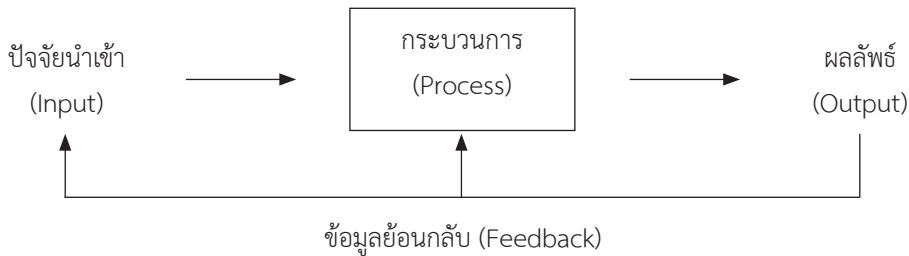 ปัจจัยนำเข้า
(Input)
กระบวนการ
(Process)
ผลลัพธ์
(Output)
ข้อมูลย้อนกลับ (Feedback)